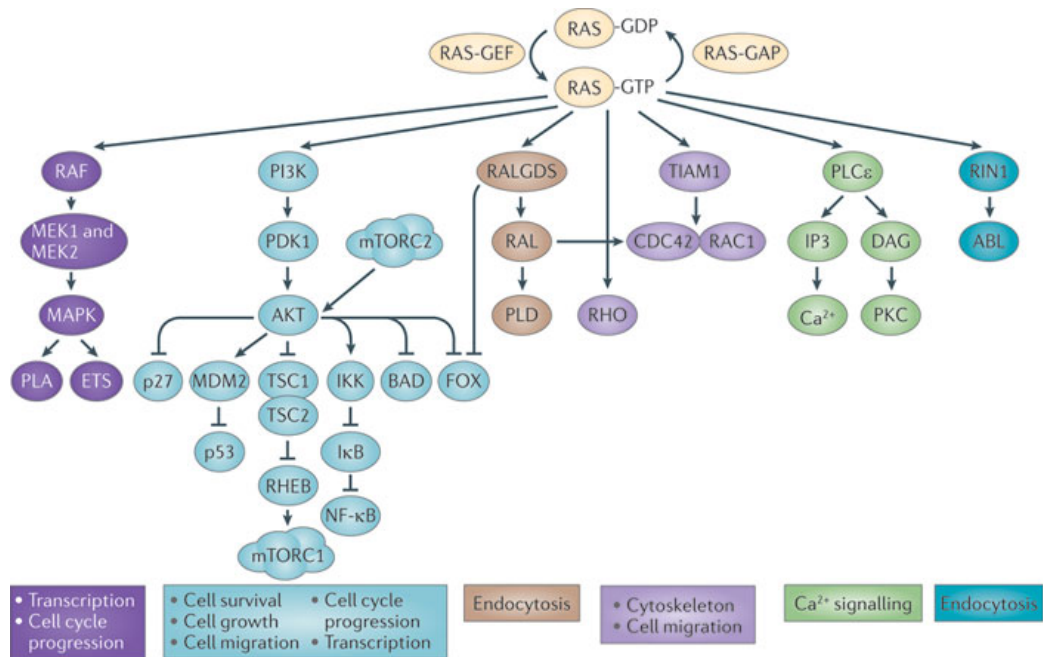 RAS -GDP
RAS-GEF
RAS-GAP
RAS -GTP
RAF
PI3K
RALGDS
TIAM1
PLCε
RIN1
MEK1 and
MEK2
PDK1
mTORC2
RAL
CDC42
RAC1
IP3
DAG
ABL
MAPK
AKT
PLD
RHO
Ca²⁺
PKC
PLA
ETS
p27
MDM2
TSC1
IKK
BAD
FOX
TSC2
p53
IκB
RHEB
NF-κB
mTORC1
• Transcription
• Cell cycle
progression
• Cell survival
• Cell growth
• Cell migration
• Cell cycle
progression
• Transcription
Endocytosis
• Cytoskeleton
• Cell migration
Ca²⁺ signalling
Endocytosis